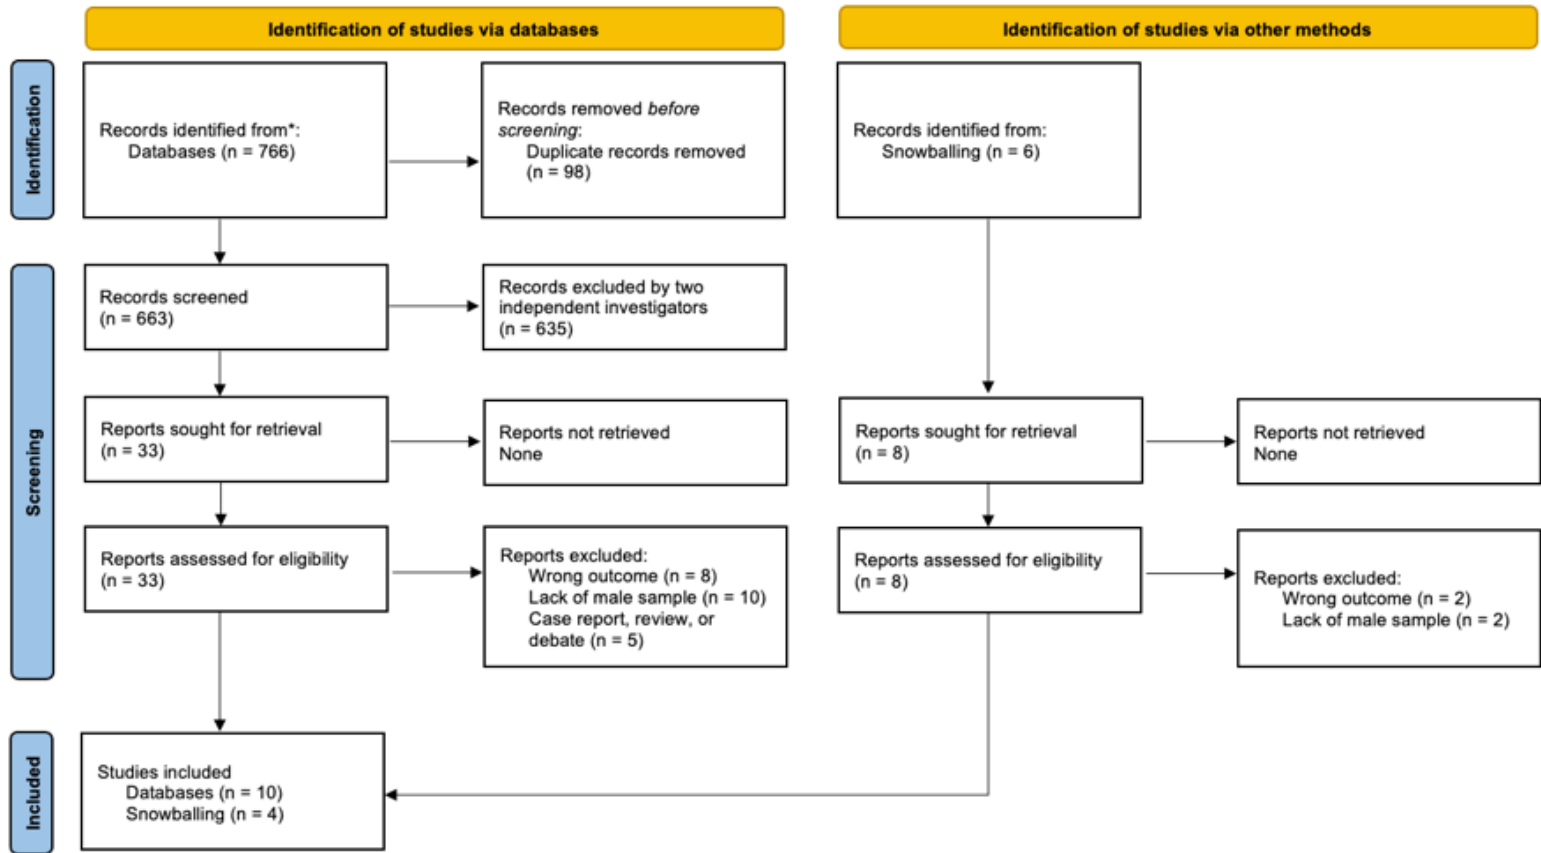 Identification of studies via databases
Identification of studies via other methods
Identification
Records identified from*:
Databases (n = 766)
Records removed before
screening:
Duplicate records removed
(n = 98)
Records identified from:
Snowballing (n = 6)
Screening
Records screened
(n = 663)
Records excluded by two
independent investigators
(n = 635)
Reports sought for retrieval
(n = 33)
Reports not retrieved
None
Reports sought for retrieval
(n = 8)
Reports not retrieved
None
Reports assessed for eligibility
(n = 33)
Reports excluded:
Wrong outcome (n = 8)
Lack of male sample (n = 10)
Case report, review, or
debate (n = 5)
Reports assessed for eligibility
(n = 8)
Reports excluded:
Wrong outcome (n = 2)
Lack of male sample (n = 2)
Included
Studies included
Databases (n = 10)
Snowballing (n = 4)